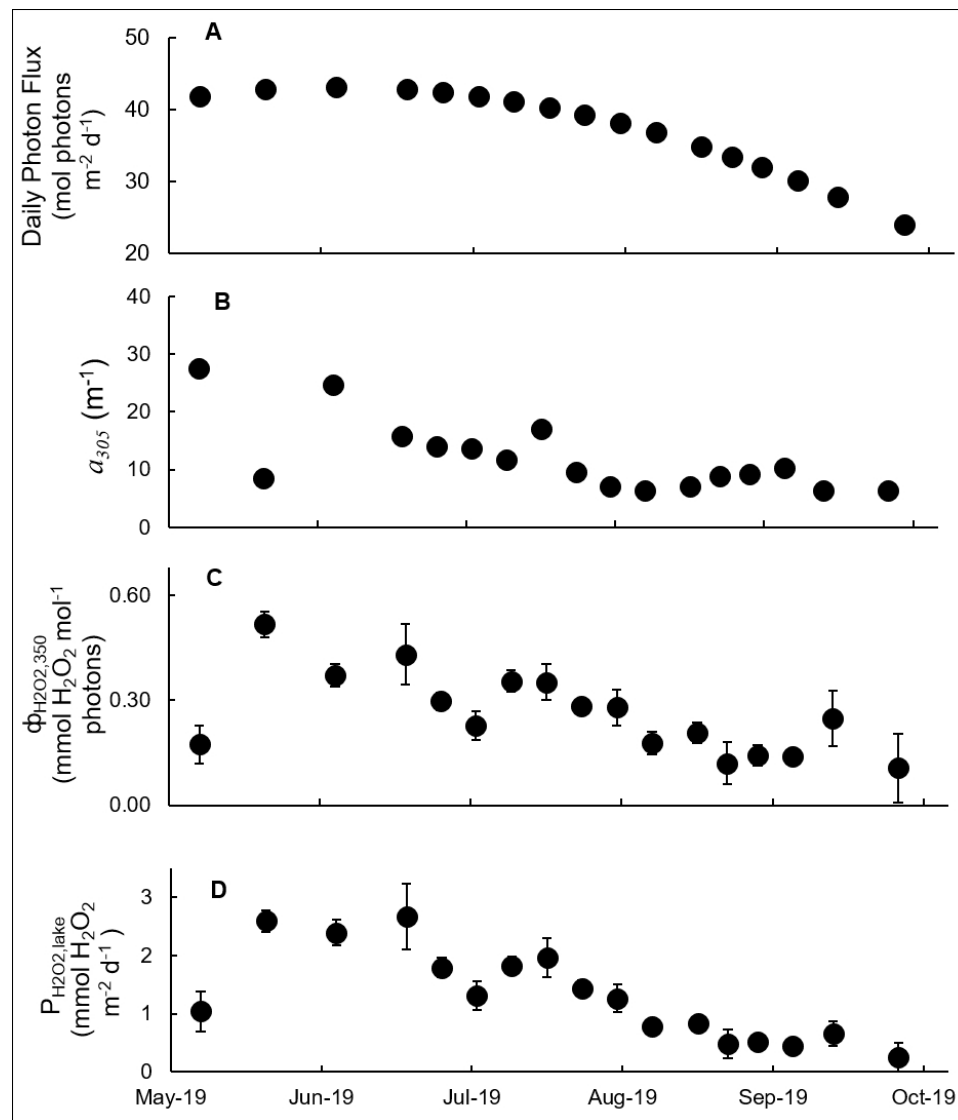 A
Daily Photon Flux
(mol photons
m⁻² d⁻¹)
50
40
30
20
B
a₃₀₅ (m⁻¹)
40
30
20
10
0
C
ϕH2O2,350
(mmol H₂O₂ mol⁻¹
photons)
0.60
0.30
0.00
D
PH2O2,lake
(mmol H₂O₂
m⁻² d⁻¹)
3
2
1
0
May-19 Jun-19 Jul-19 Aug-19 Sep-19 Oct-19